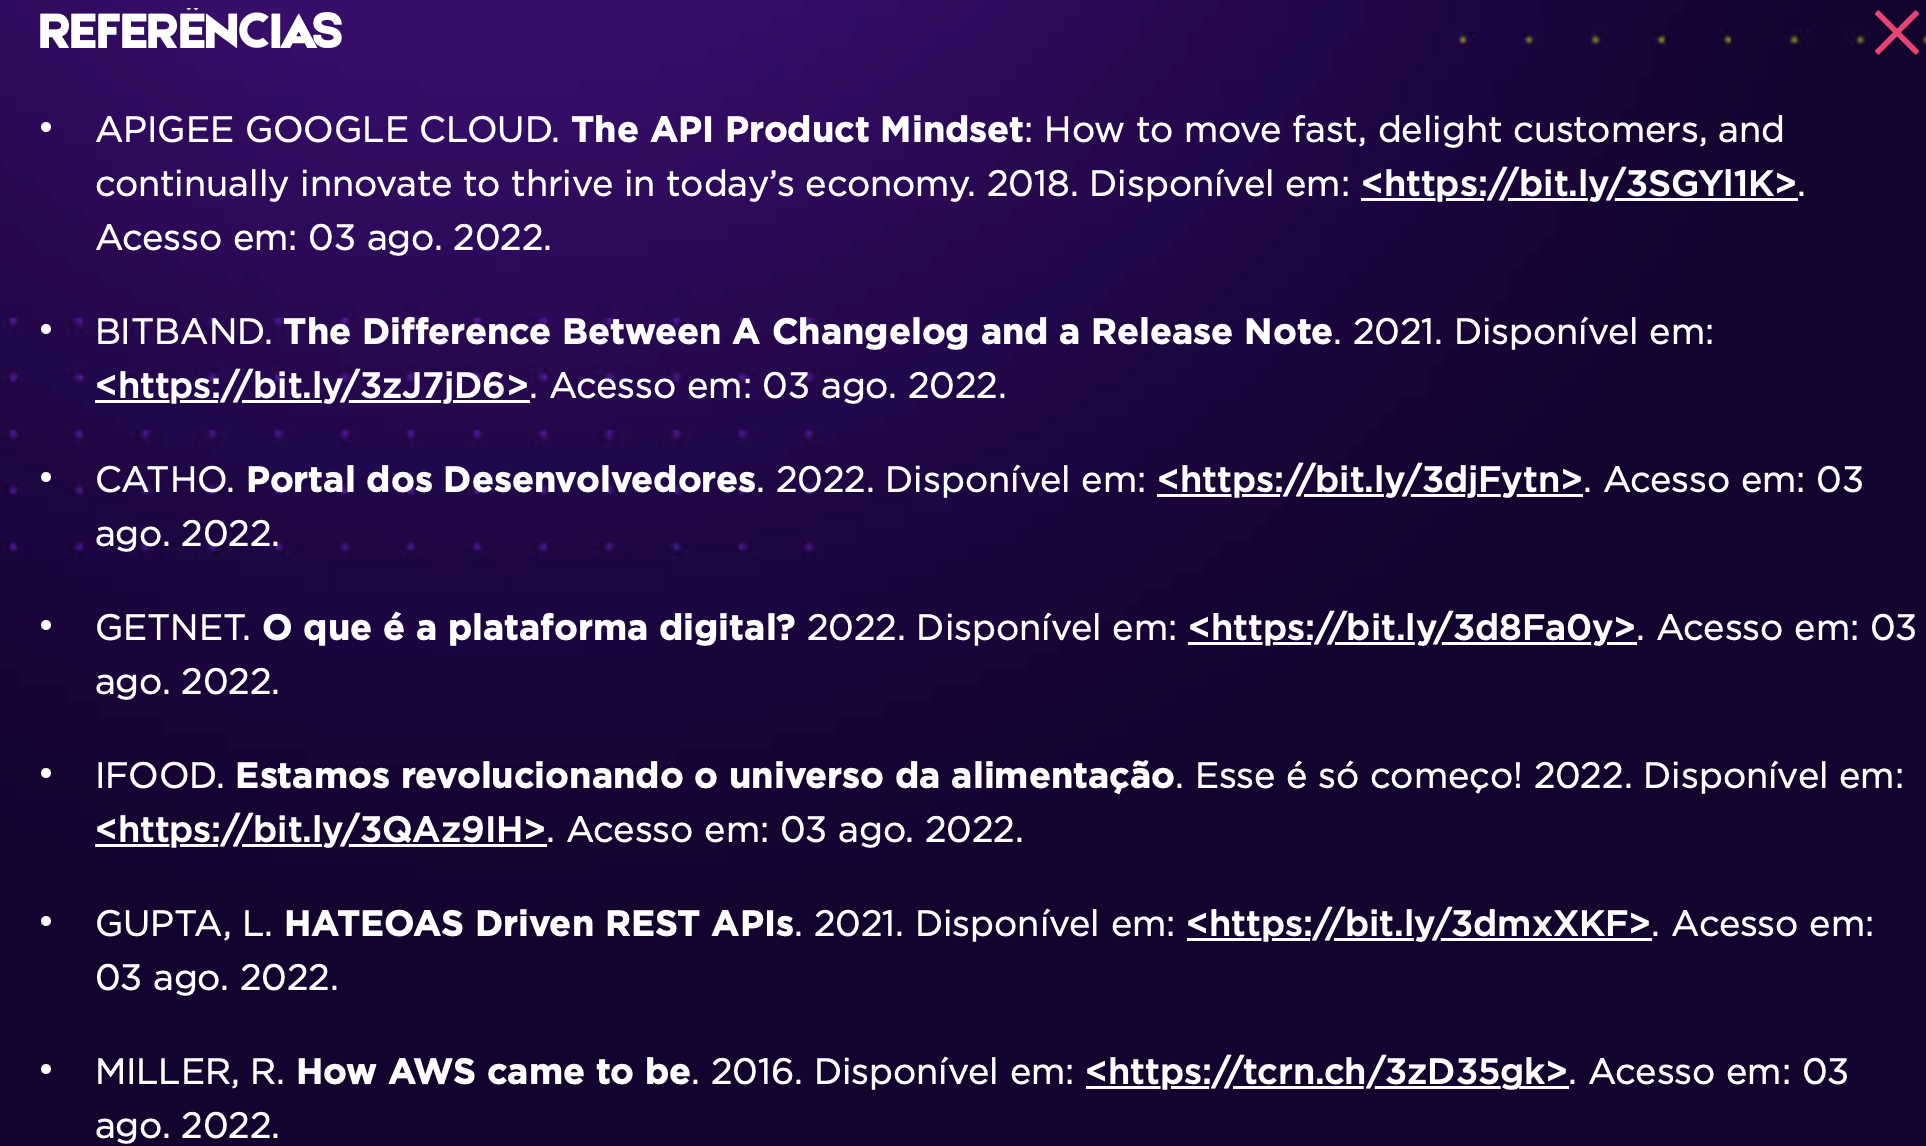 REFERÊNCIAS
• APIGEE GOOGLE CLOUD. The API Product Mindset: How to move fast, delight customers, and
continually innovate to thrive in today’s economy. 2018. Disponível em: <https://bit.ly/3SGYl1K>.
Acesso em: 03 ago. 2022.
• BITBAND. The Difference Between A Changelog and a Release Note. 2021. Disponível em:
<https://bit.ly/3zJ7jD6>. Acesso em: 03 ago. 2022.
• CATHO. Portal dos Desenvolvedores. 2022. Disponível em: <https://bit.ly/3djFytn>. Acesso em: 03
ago. 2022.
• GETNET. O que é a plataforma digital? 2022. Disponível em: <https://bit.ly/3d8Fa0y>. Acesso em: 03
ago. 2022.
• IFOOD. Estamos revolucionando o universo da alimentação. Esse é só começo! 2022. Disponível em:
<https://bit.ly/3QAz9IH>. Acesso em: 03 ago. 2022.
• GUPTA, L. HATEOAS Driven REST APIs. 2021. Disponível em: <https://bit.ly/3dmxXKF>. Acesso em:
03 ago. 2022.
• MILLER, R. How AWS came to be. 2016. Disponível em: <https://tcrn.ch/3zD35gk>. Acesso em: 03
ago. 2022.